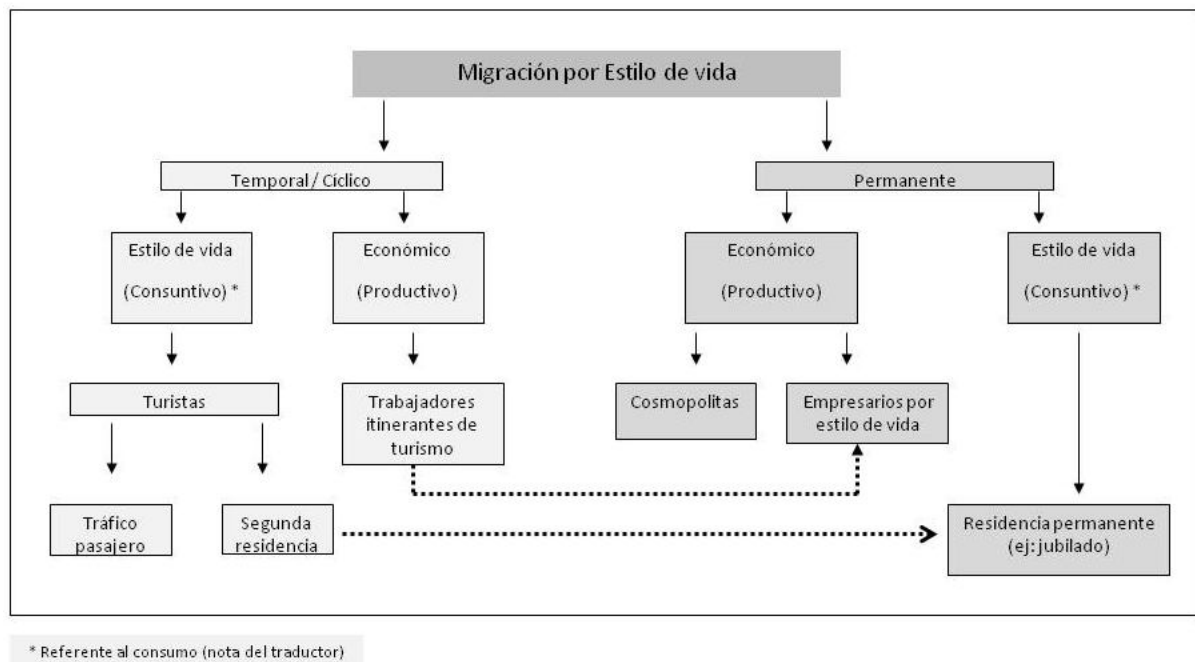 Migración por Estilo de vida
Temporal / Cíclico
Permanente
Estilo de vida
(Consuntivo) *
Económico
(Productivo)
Económico
(Productivo)
Estilo de vida
(Consuntivo) *
Turistas
Trabajadores
itinerantes de
turismo
Cosmopolitas
Empresarios por
estilo de vida
Tráfico
pasajero
Segunda
residencia
Residencia permanente
(ej: jubilado)
* Referente al consumo (nota del traductor)